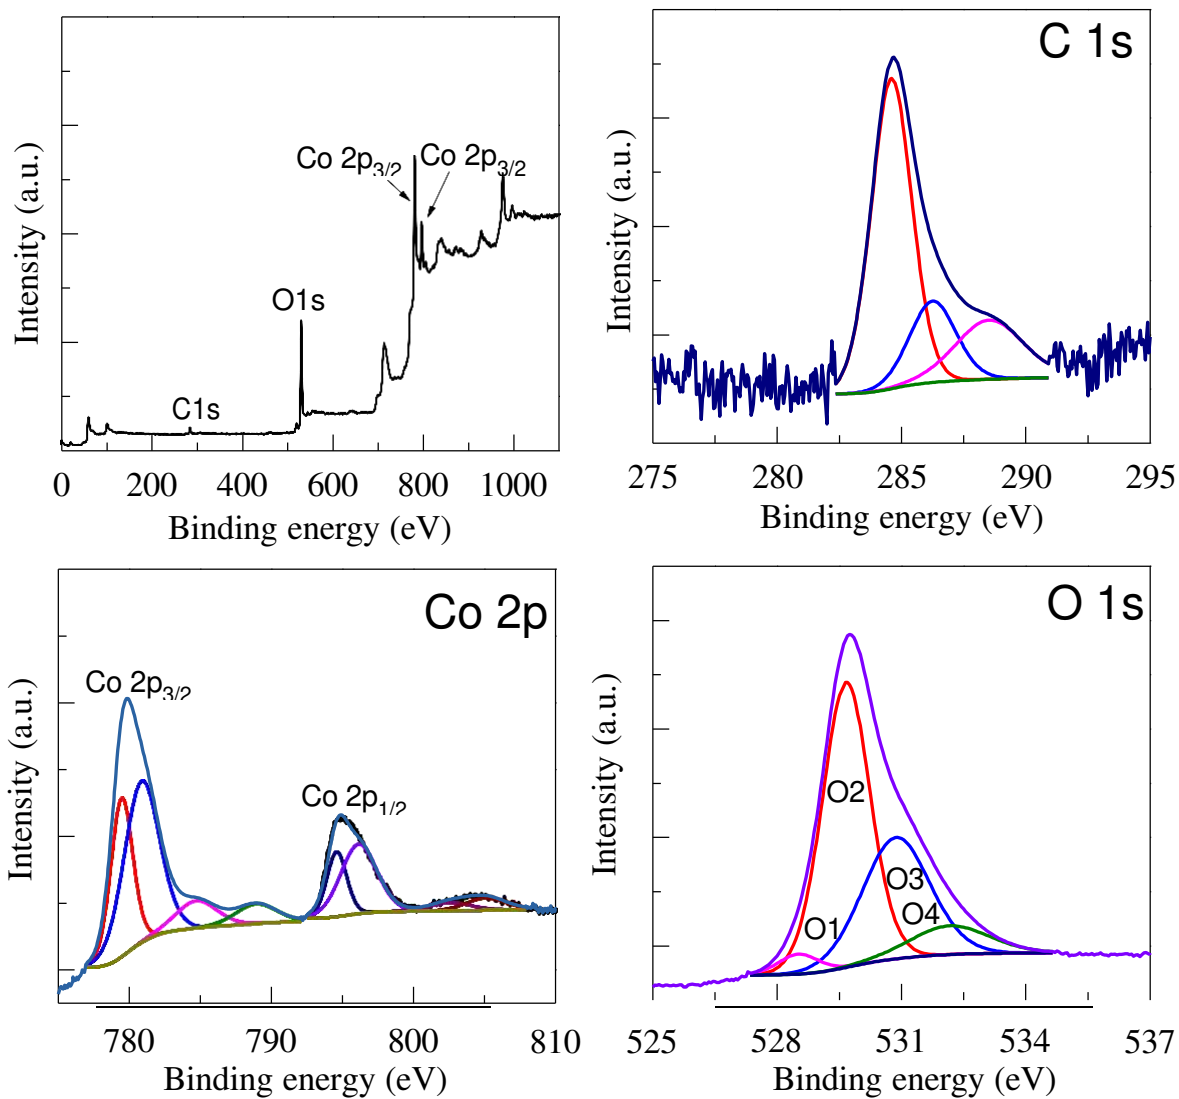 Co 2p3/2 Co 2p3/2
O1s
C1s
Intensity (a.u.)
0 200 400 600 800 1000
Binding energy (eV)
C 1s
Intensity (a.u.)
275 280 285 290 295
Binding energy (eV)
Co 2p
Co 2p3/2
Co 2p1/2
Intensity (a.u.)
780 790 800 810
Binding energy (eV)
O 1s
O2
O3
O4
O1
Intensity (a.u.)
525 528 531 534 537
Binding energy (eV)